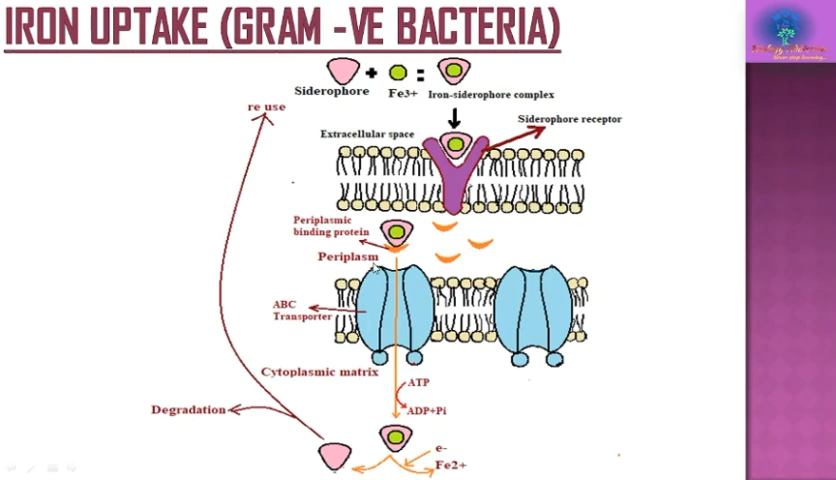 IRON UPTAKE (GRAM -VE BACTERIA)
Siderophore + Fe3+ = Iron-siderophore complex
re use
Siderophore receptor
Extracellular space
Periplasmic
binding protein
Periplasm
ABC
Transporter
Cytoplasmic matrix
ATP
ADP+Pi
Degradation
e-
Fe2+